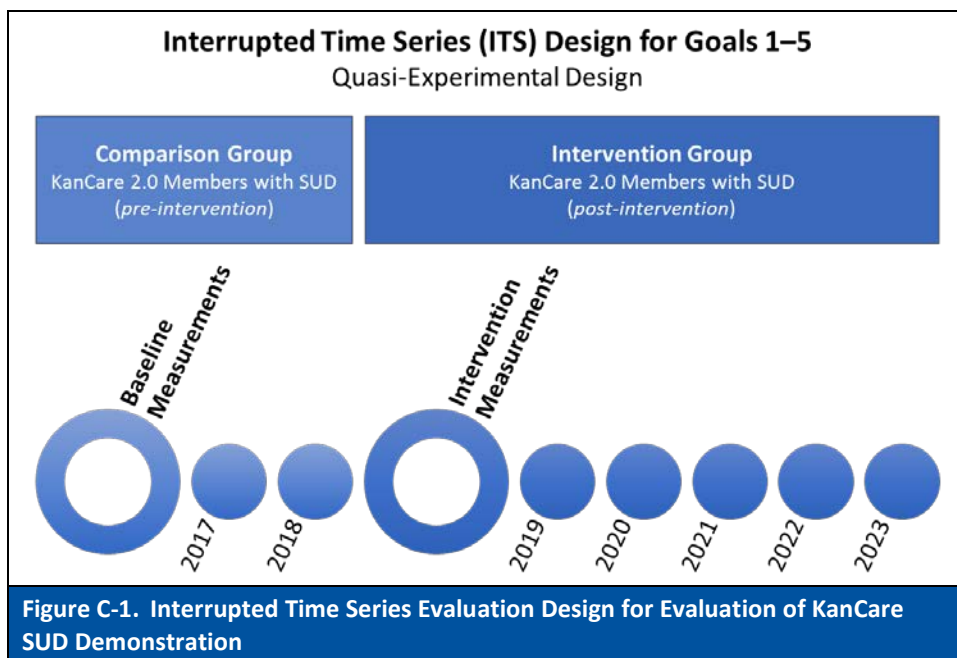 Interrupted Time Series (ITS) Design for Goals 1–5
Quasi-Experimental Design
Comparison Group
KanCare 2.0 Members with SUD
(pre-intervention)
Intervention Group
KanCare 2.0 Members with SUD
(post-intervention)
Baseline
Measurements
2017
2018
Intervention
Measurements
2019
2020
2021
2022
2023
Figure C-1. Interrupted Time Series Evaluation Design for Evaluation of KanCare
SUD Demonstration